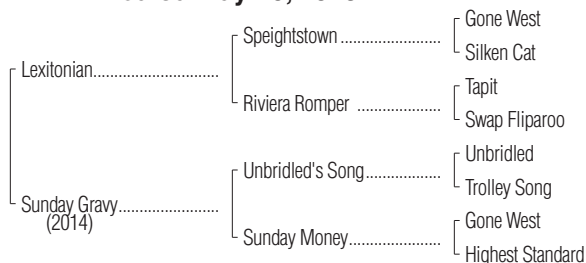 Gone West
Speightstown
Silken Cat
Lexitonian
Tapit
Riviera Romper
Swap Fliparoo
Unbridled
Unbridled's Song
Trolley Song
Sunday Gravy
(2014)
Gone West
Sunday Money
Highest Standard